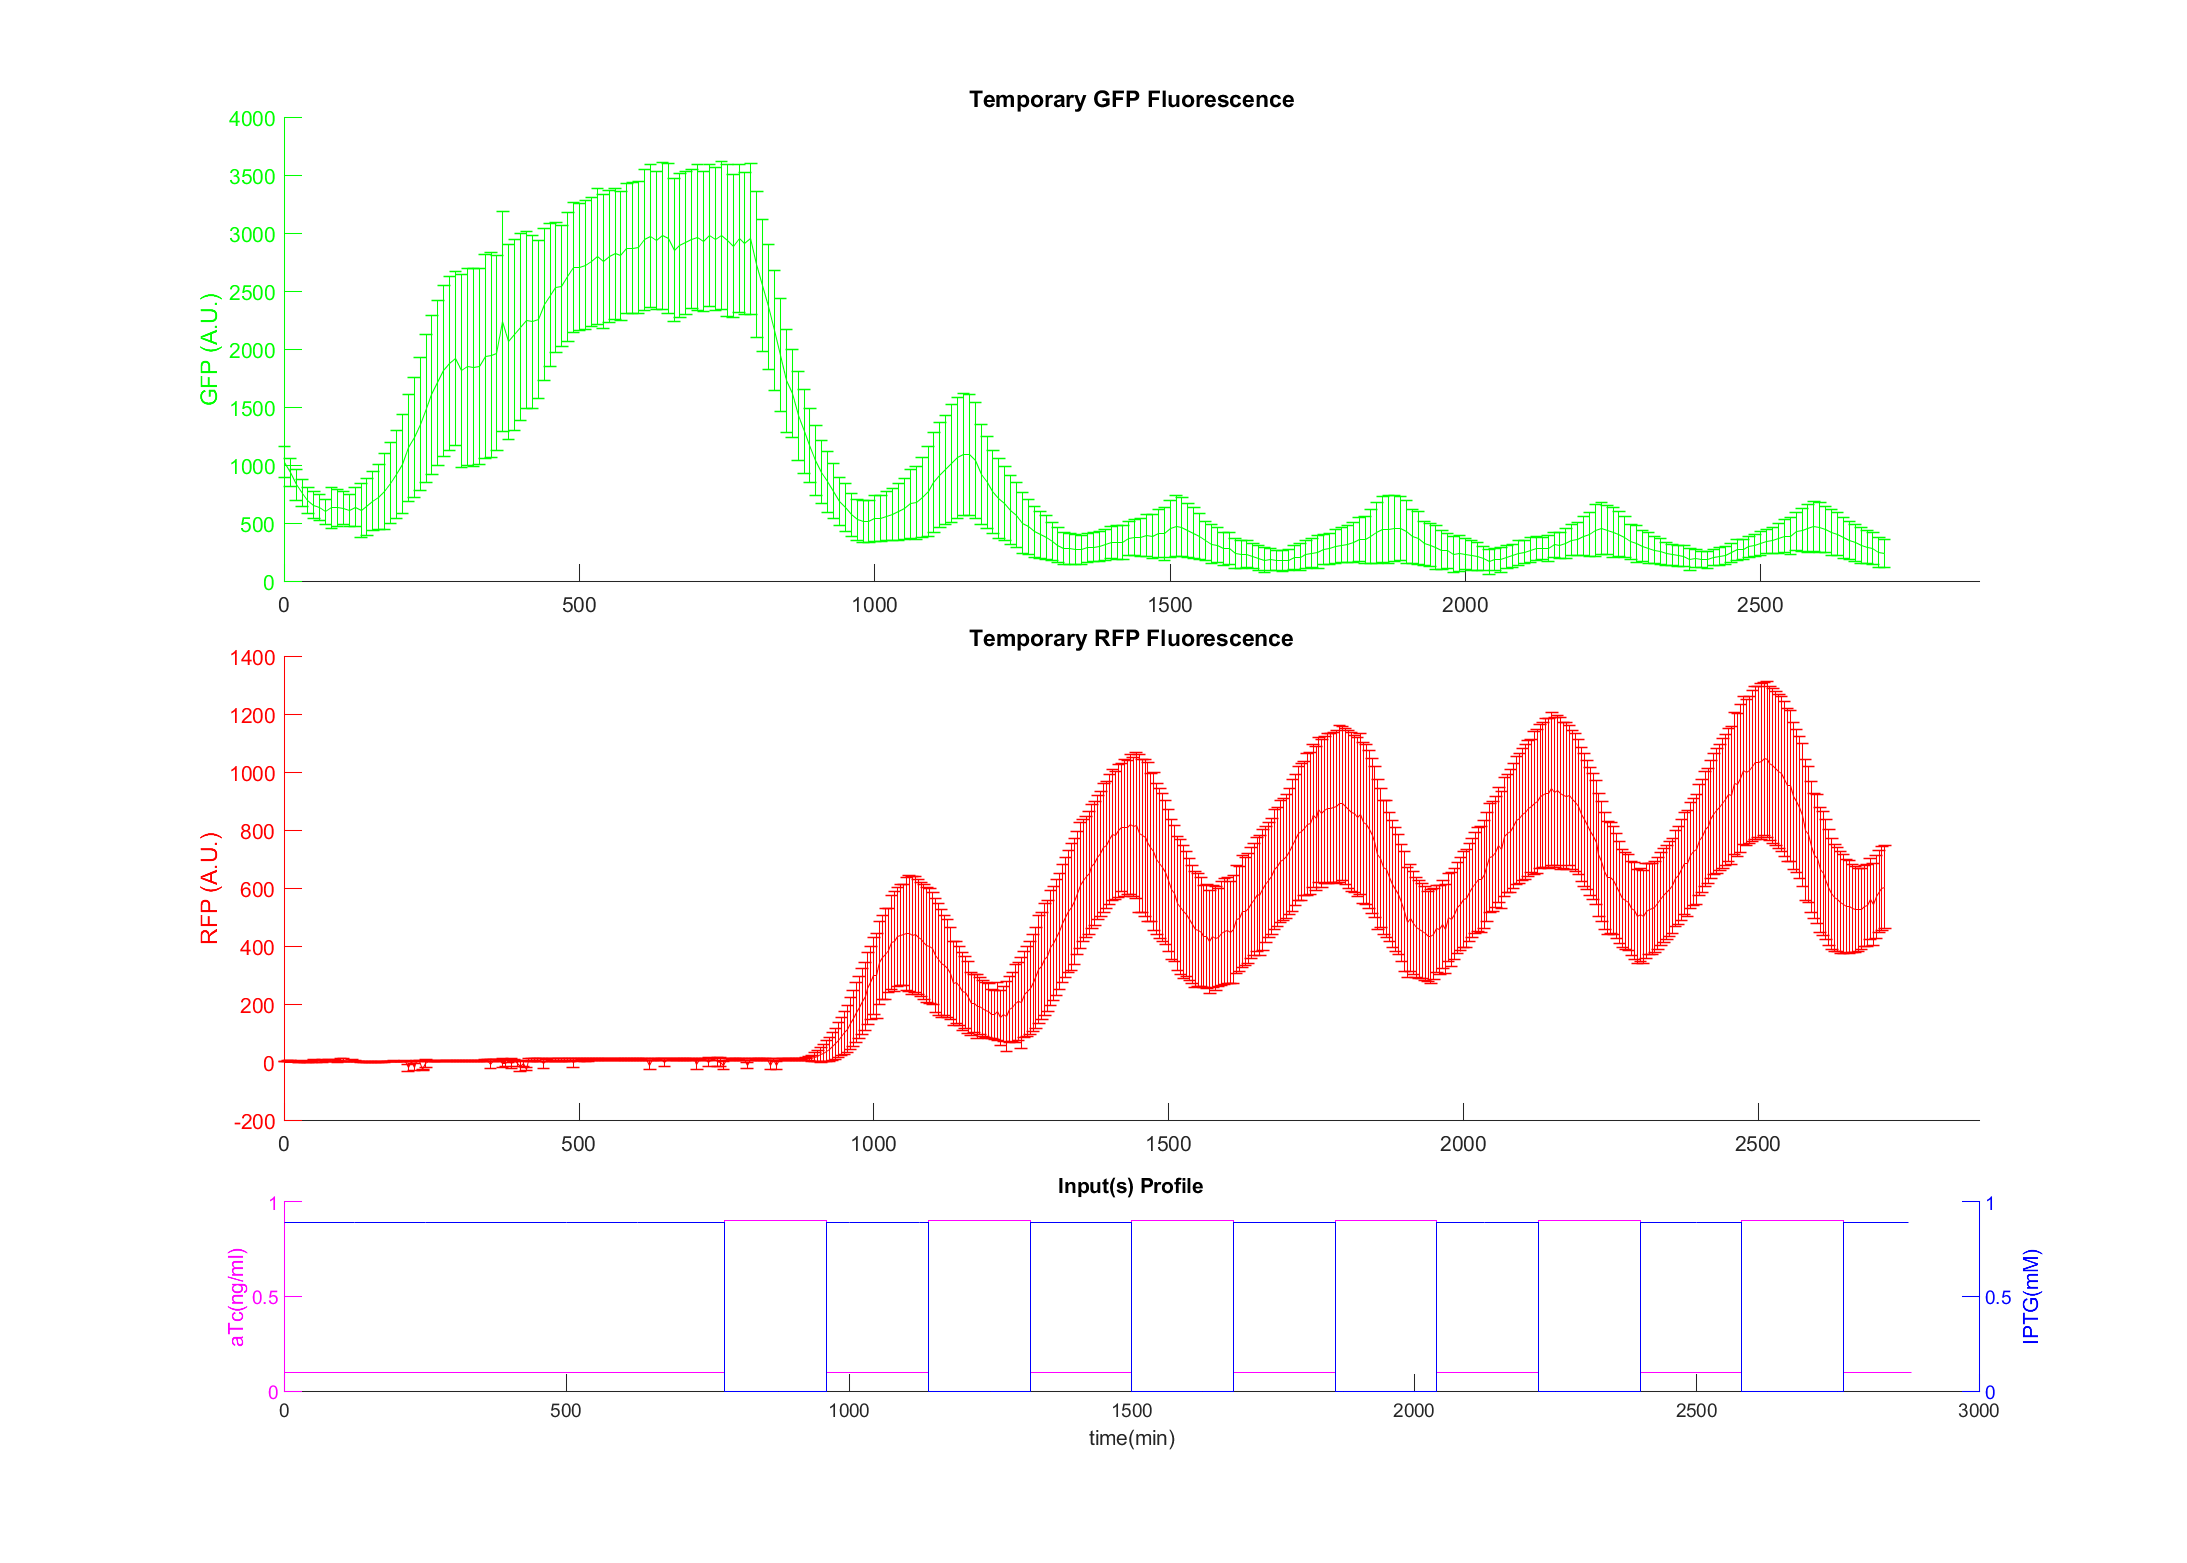 Temporary GFP Fluorescence
4000
3500
3000
2500
2000
1500
1000
500
0
GFP (A.U.)
0 500 1000 1500 2000 2500
Temporary RFP Fluorescence
1400
1200
1000
800
600
400
200
0
-200
RFP (A.U.)
0 500 1000 1500 2000 2500
Input(s) Profile
1
0.5
0
aTc(ng/ml)
1
0.5
0
IPTG(mM)
0 500 1000 1500 2000 2500 3000
time(min)